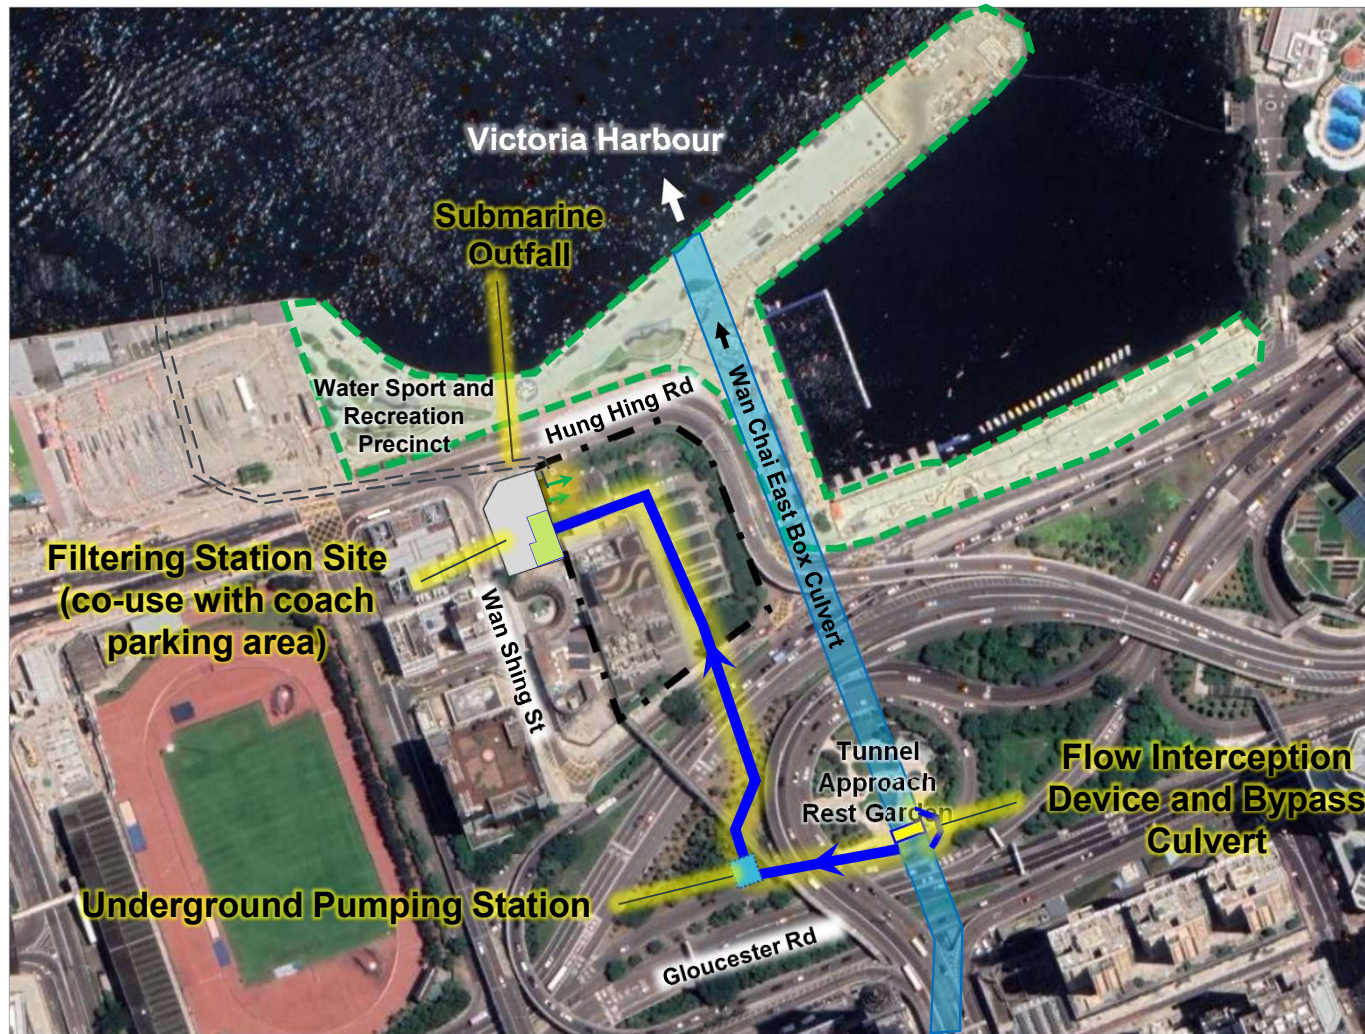 Victoria Harbour
Submarine
Outfall
Water Sport and
Recreation
Precinct
Hung Hing Rd
Wan Chai East Box Culvert
Filtering Station Site
(co-use with coach
parking area)
Wan Shing St
Tunnel
Approach
Rest Garden
Flow Interception
Device and Bypass
Culvert
Underground Pumping Station
Gloucester Rd